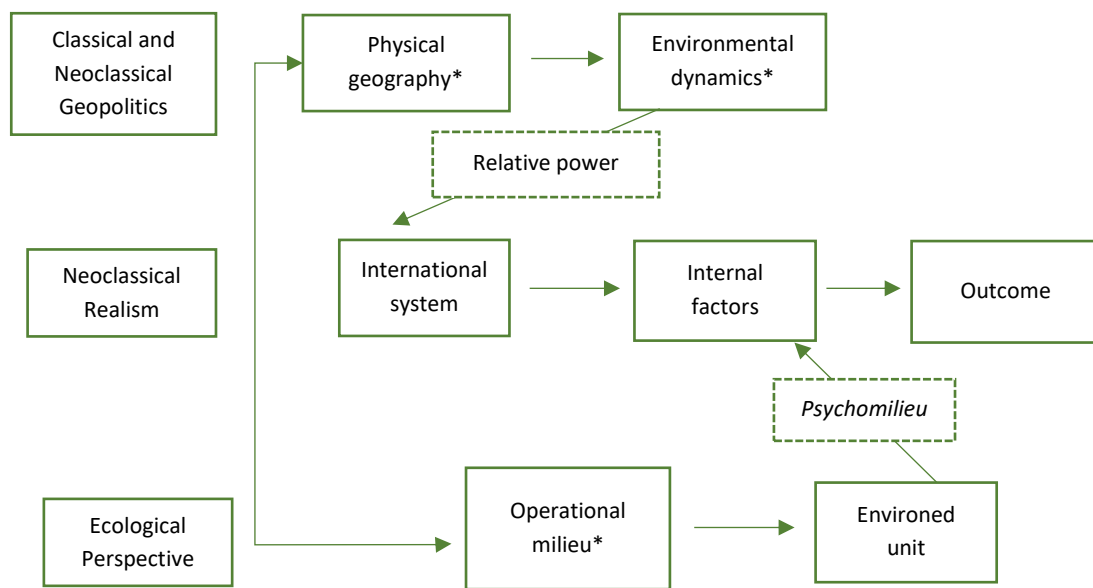 Classical and
Neoclassical
Geopolitics
Physical
geography*
Environmental
dynamics*
Relative power
Neoclassical
Realism
International
system
Internal
factors
Outcome
Psychomilieu
Ecological
Perspective
Operational
milieu*
Environed
unit